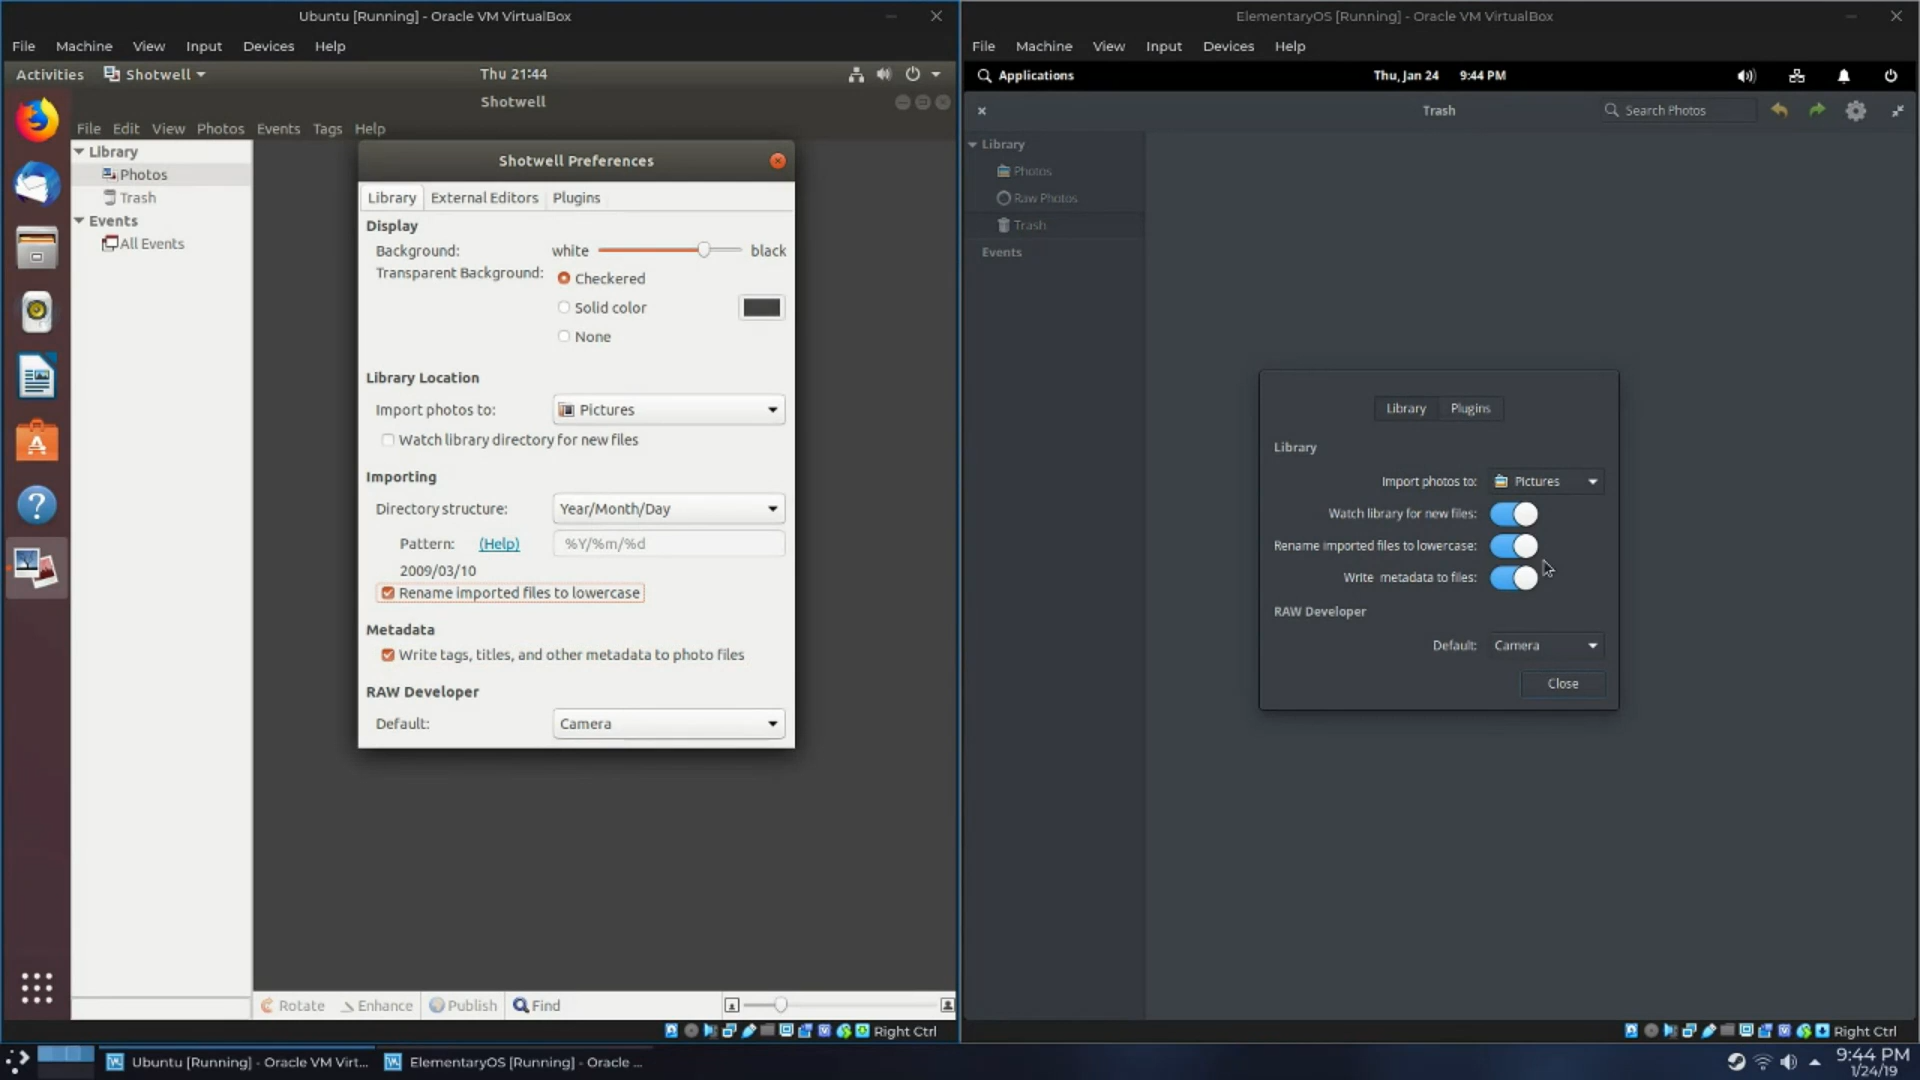 Ubuntu [Running] - Oracle VM VirtualBox
File Machine View Input Devices Help
Activities Shotwell Thu 21:44
Shotwell
File Edit View Photos Events Tags Help
Library
Photos
Trash
Events
All Events
Shotwell Preferences
Library External Editors Plugins
Display
Background: white black
Transparent Background: Checkered
Solid color
None
Library Location
Import photos to: Pictures
Watch library directory for new files
Importing
Directory structure: Year/Month/Day
Pattern: (Help) %Y/%m/%d
2009/03/10
Rename imported files to lowercase
Metadata
Write tags, titles, and other metadata to photo files
RAW Developer
Default: Camera
Rotate Enhance Publish Find
Right Ctrl
ElementaryOS [Running] - Oracle VM VirtualBox
File Machine View Input Devices Help
Applications Thu, Jan 24 9:44 PM
Trash Search Photos
Library
Photos
Raw Photos
Trash
Events
Library Plugins
Library
Import photos to: Pictures
Watch library for new files:
Rename imported files to lowercase:
Write metadata to files:
RAW Developer
Default: Camera
Close
Right Ctrl
Ubuntu [Running] - Oracle VM Virt... ElementaryOS [Running] - Oracle ... 9:44 PM
1/24/19